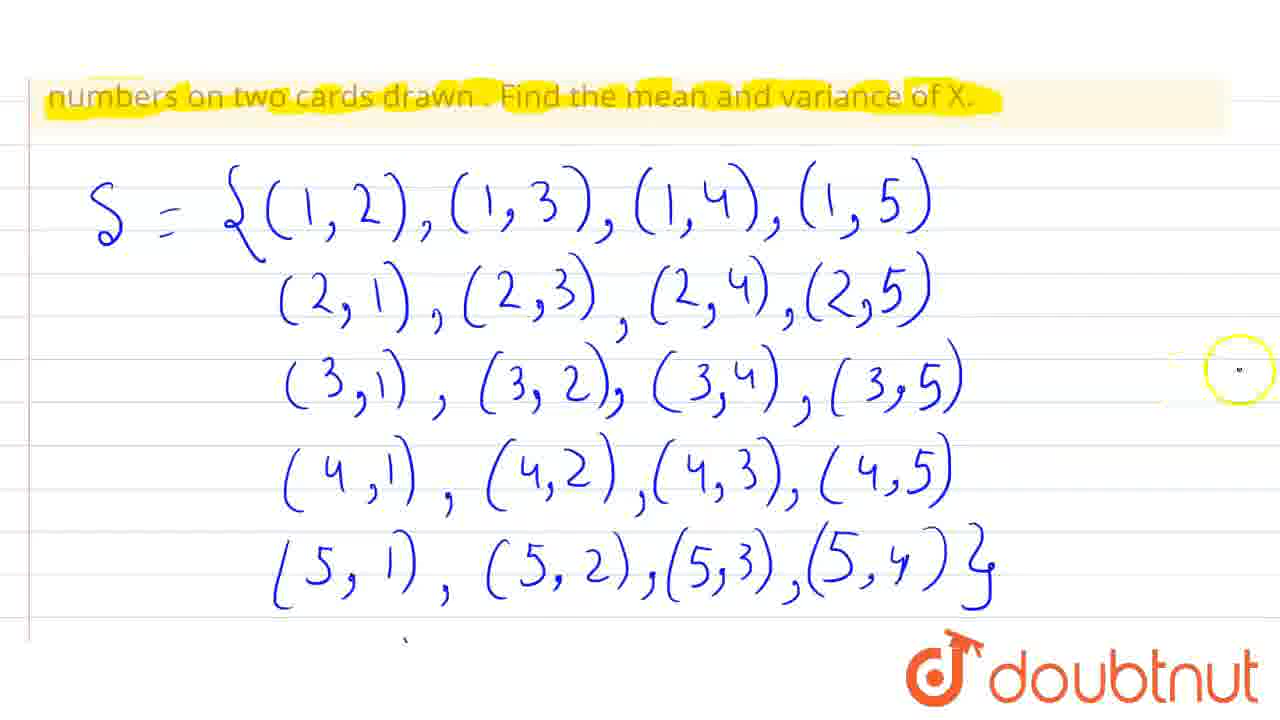 numbers on two cards drawn . Find the mean and variance of X.
S = {(1, 2), (1, 3), (1, 4), (1, 5)
(2, 1), (2, 3), (2, 4), (2, 5)
(3, 1), (3, 2), (3, 4), (3, 5)
(4, 1), (4, 2), (4, 3), (4, 5)
(5, 1), (5, 2), (5, 3), (5, 4)}
doubtnut